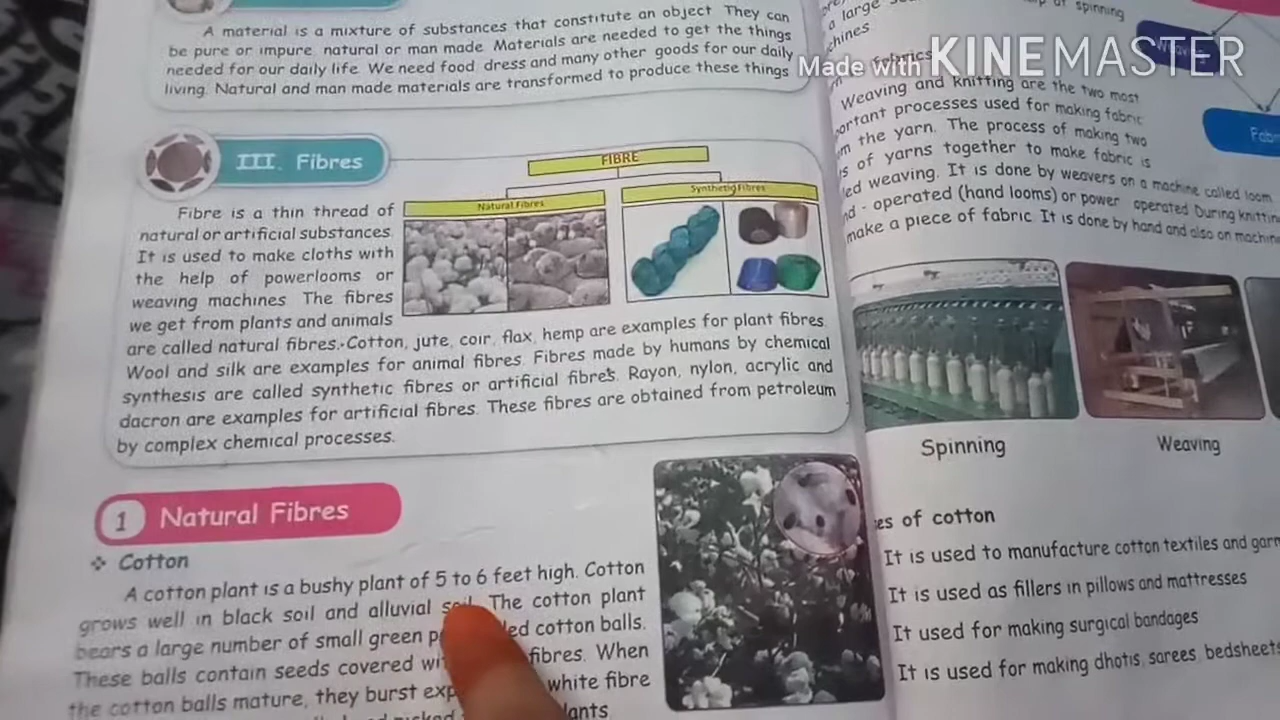 A material is a mixture of substances that constitute an object They can
be pure or impure, natural or man made. Materials are needed to get the things
needed for our daily life. We need food, dress and many other goods for our daily
living. Natural and man made materials are transformed to produce these things
III. Fibres
FIBRE
Natural Fibres
Synthetic Fibres
Fibre is a thin thread of
natural or artificial substances
It is used to make cloths with
the help of powerlooms or
weaving machines The fibres
we get from plants and animals
are called natural fibres. Cotton, jute, coir, flax, hemp are examples for plant fibres.
Wool and silk are examples for animal fibres. Fibres made by humans by chemical
synthesis are called synthetic fibres or artificial fibres. Rayon, nylon, acrylic and
dacron are examples for artificial fibres. These fibres are obtained from petroleum
by complex chemical processes.
1 Natural Fibres
❖ Cotton
A cotton plant is a bushy plant of 5 to 6 feet high. Cotton
grows well in black soil and alluvial The cotton plant
bears a large number of small green cotton balls.
These balls contain seeds covered fibres. When
the cotton balls mature, they burst white fibre
a large
of spinning
Made with KINEMASTER
fabrics
Weaving and knitting are the two most
processes used for making fabric
the yarn. The process of making two
of yarns together to make fabric is
weaving. It is done by weavers on a machine called loom.
operated (hand looms) or power operated During
make a piece of fabric It is done by hand and also on
Spinning
Weaving
of cotton
It is used to manufacture cotton textiles and
It is used as fillers in pillows and mattresses
It used for making surgical bandages
It is used for making dhotis, sarees, bedsheets